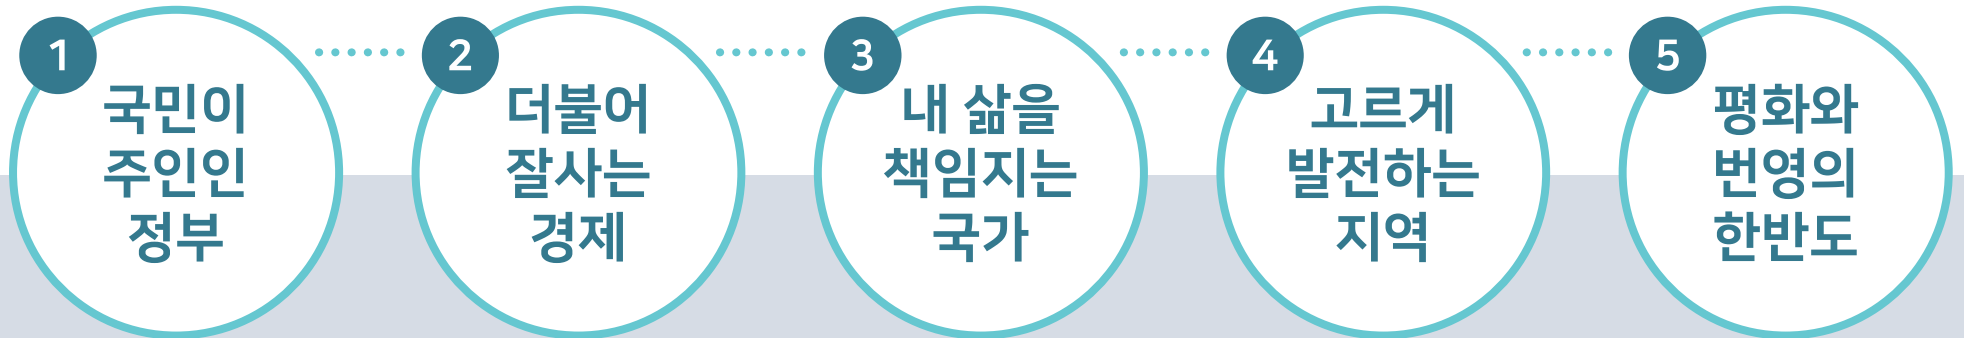 1
국민이
주인인
정부
2
더불어
잘사는
경제
3
내 삶을
책임지는
국가
4
고르게
발전하는
지역
5
평화와
번영의
한반도